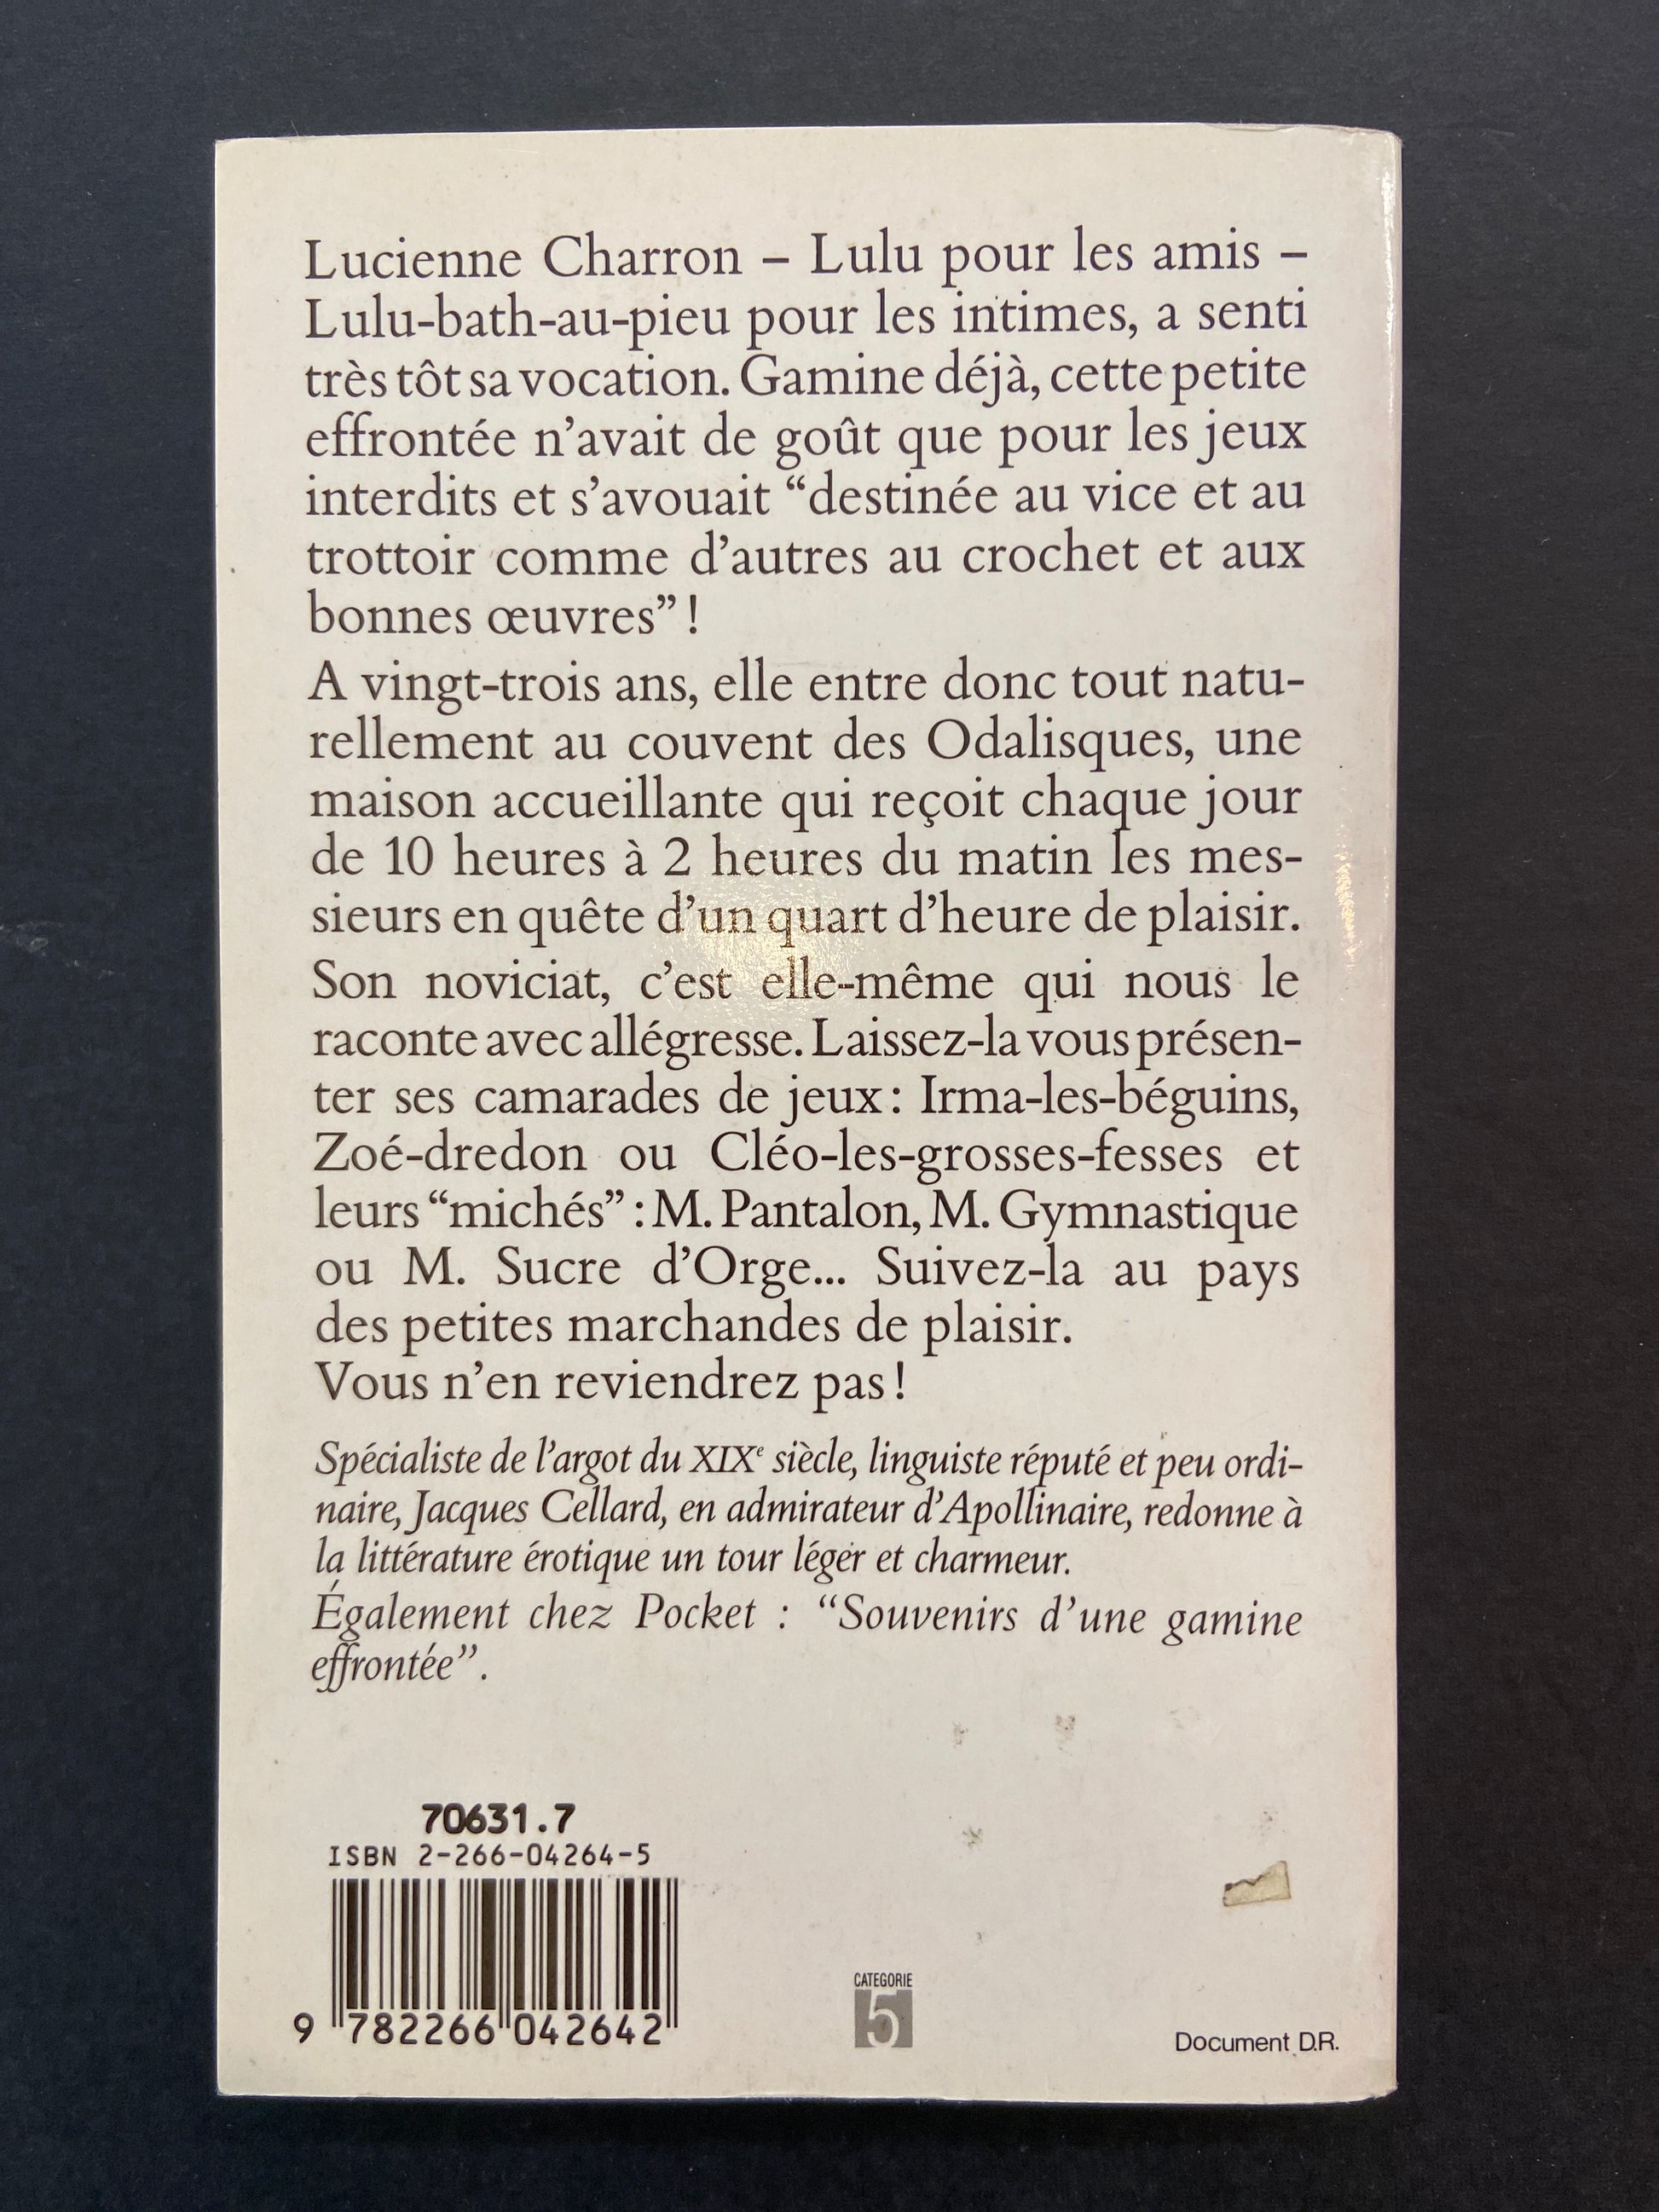 Lucienne Charron – Lulu pour les amis –
Lulu-bath-au-pieu pour les intimes, a senti
très tôt sa vocation. Gamine déjà, cette petite
effrontée n’avait de goût que pour les jeux
interdits et s’avouait “destinée au vice et au
trottoir comme d’autres au crochet et aux
bonnes œuvres” !
A vingt-trois ans, elle entre donc tout natu-
rellement au couvent des Odalisques, une
maison accueillante qui reçoit chaque jour
de 10 heures à 2 heures du matin les mes-
sieurs en quête d’un quart d’heure de plaisir.
Son noviciat, c’est elle-même qui nous le
raconte avec allégresse. Laissez-la vous présen-
ter ses camarades de jeux : Irma-les-béguins,
Zoé-dredon ou Cléo-les-grosses-fesses et
leurs “michés” : M. Pantalon, M. Gymnastique
ou M. Sucre d’Orge... Suivez-la au pays
des petites marchandes de plaisir.
Vous n’en reviendrez pas !
Spécialiste de l’argot du XIXe siècle, linguiste réputé et peu ordi-
naire, Jacques Cellard, en admirateur d’Apollinaire, redonne à
la littérature érotique un tour léger et charmeur.
Également chez Pocket : “Souvenirs d’une gamine
effrontée”.
70631.7
ISBN 2-266-04264-5
9 782266 042642
CATEGORIE
5
Document D.R.